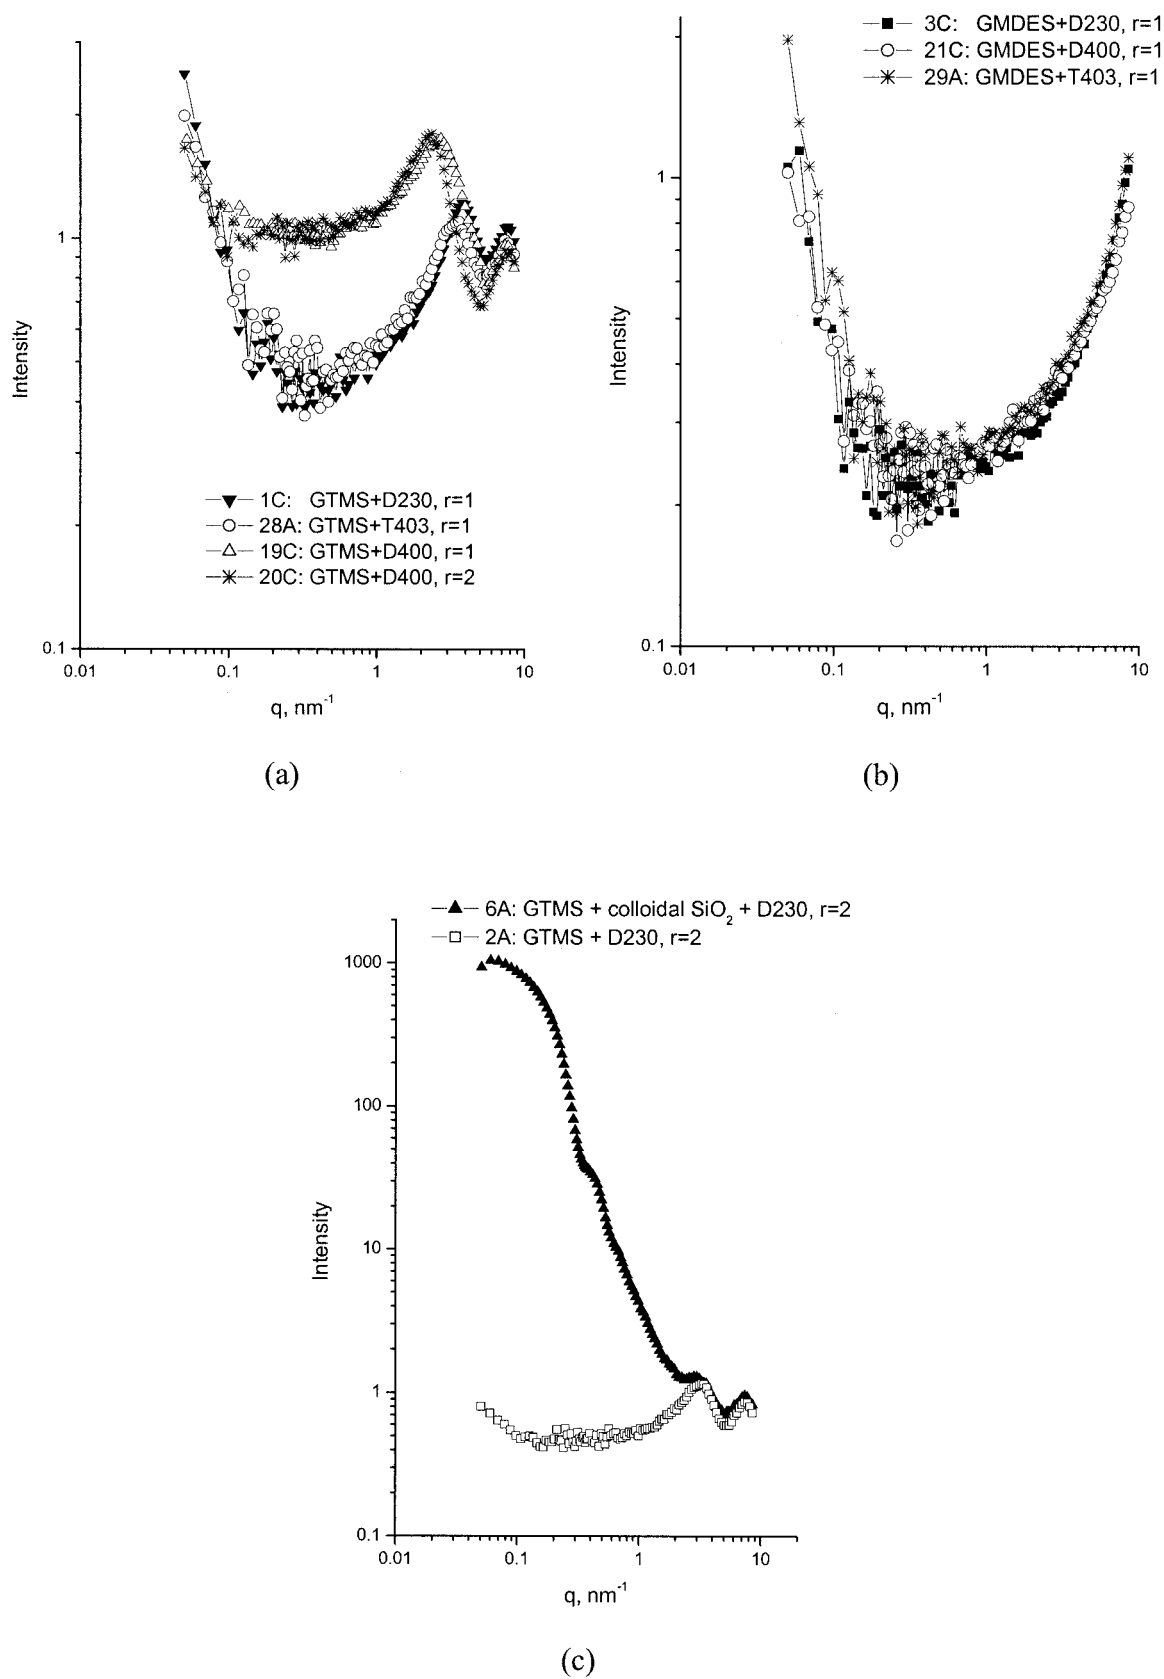 1
0.1
Intensity
1C: GTMS+D230, r=1
28A: GTMS+T403, r=1
19C: GTMS+D400, r=1
20C: GTMS+D400, r=2
0.01 0.1 1 10
q, nm-1
(a)
3C: GMDES+D230, r=1
21C: GMDES+D400, r=1
29A: GMDES+T403, r=1
1
0.1
Intensity
0.01 0.1 1 10
q, nm-1
(b)
6A: GTMS + colloidal SiO2 + D230, r=2
2A: GTMS + D230, r=2
1000
100
10
1
0.1
Intensity
0.01 0.1 1 10
q, nm-1
(c)